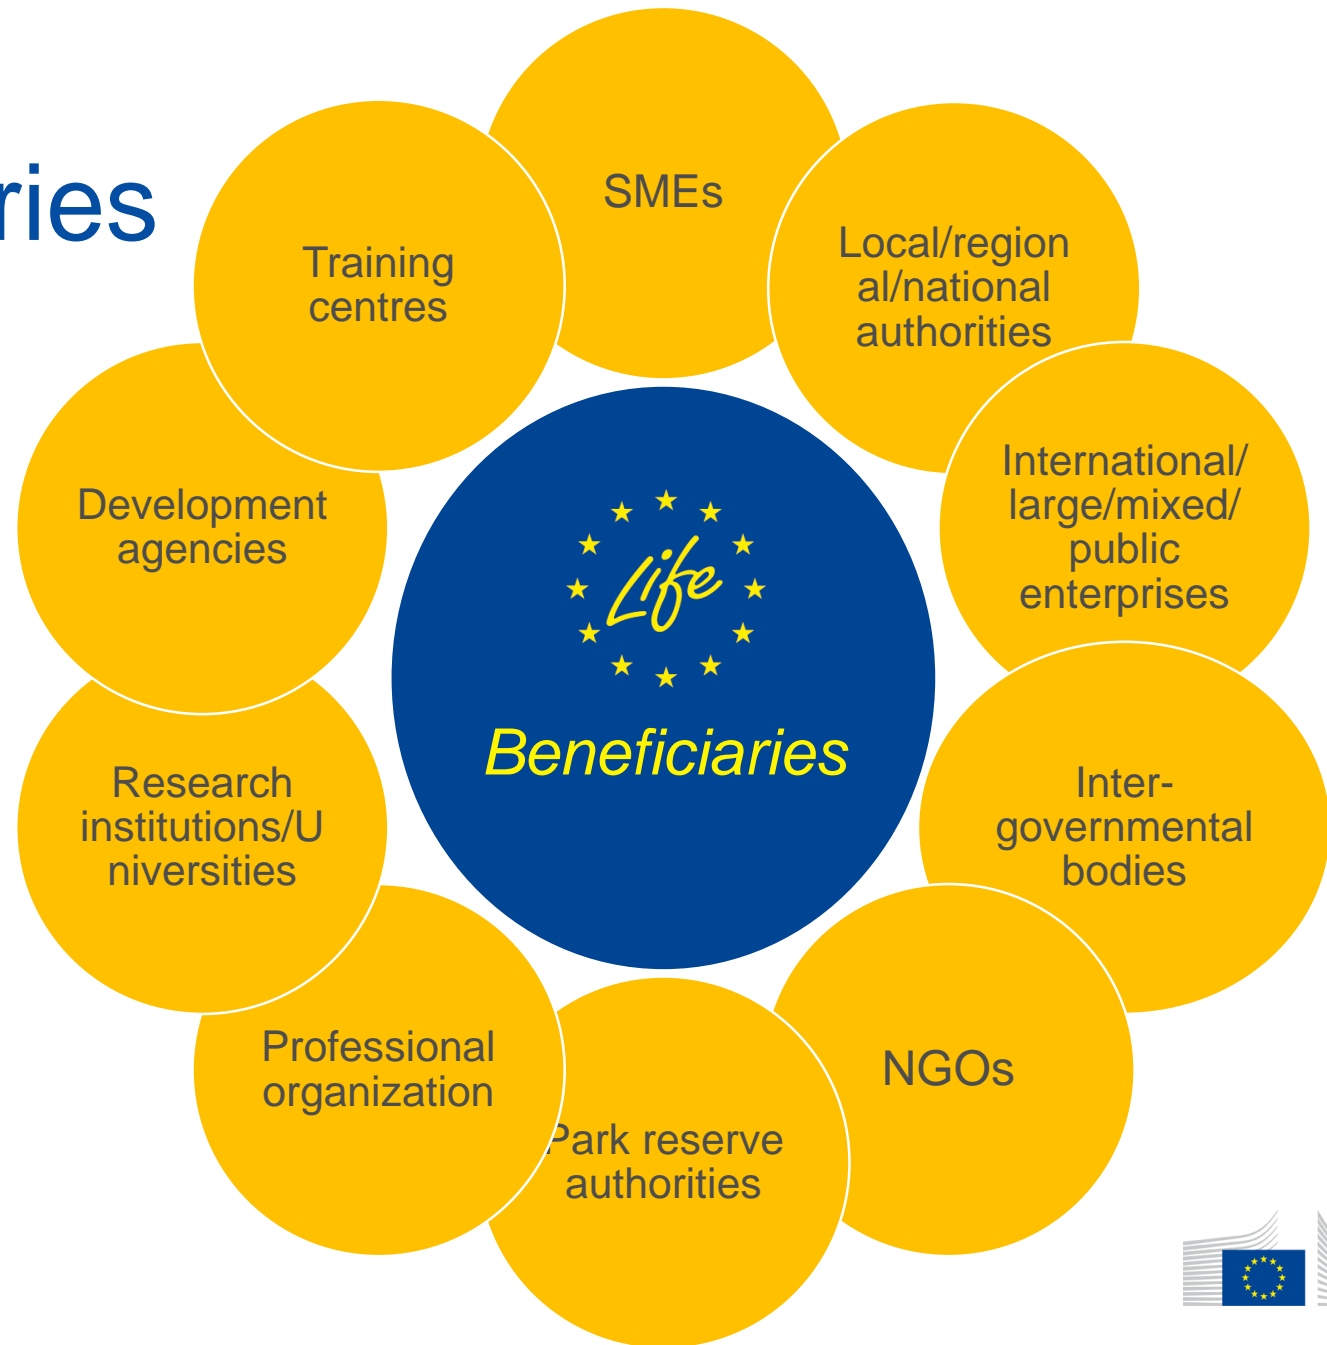 ries
SMEs
Local/region
al/national
authorities
International/
large/mixed/
public
enterprises
Inter-
governmental
bodies
NGOs
Park reserve
authorities
Professional
organization
Research
institutions/U
niversities
Development
agencies
Training
centres
Life
Beneficiaries